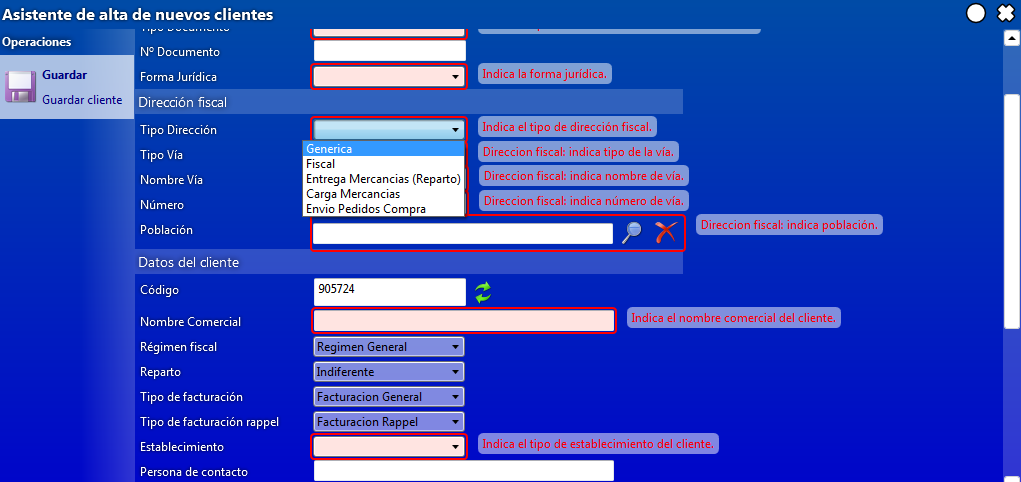 Asistente de alta de nuevos clientes
Operaciones
Guardar
Guardar cliente
Tipo Dirección
Nº Documento
Forma Jurídica
Indica la forma jurídica.
Dirección fiscal
Tipo Dirección
Indica el tipo de dirección fiscal.
Generica
Fiscal
Entrega Mercancias (Reparto)
Carga Mercancias
Envio Pedidos Compra
Tipo Vía
Direccion fiscal: indica tipo de la vía.
Nombre Vía
Direccion fiscal: indica nombre de vía.
Número
Direccion fiscal: indica número de vía.
Población
Direccion fiscal: indica población.
Datos del cliente
Código
905724
Nombre Comercial
Indica el nombre comercial del cliente.
Régimen fiscal
Regimen General
Reparto
Indiferente
Tipo de facturación
Facturacion General
Tipo de facturación rappel
Facturacion Rappel
Establecimiento
Indica el tipo de establecimiento del cliente.
Persona de contacto